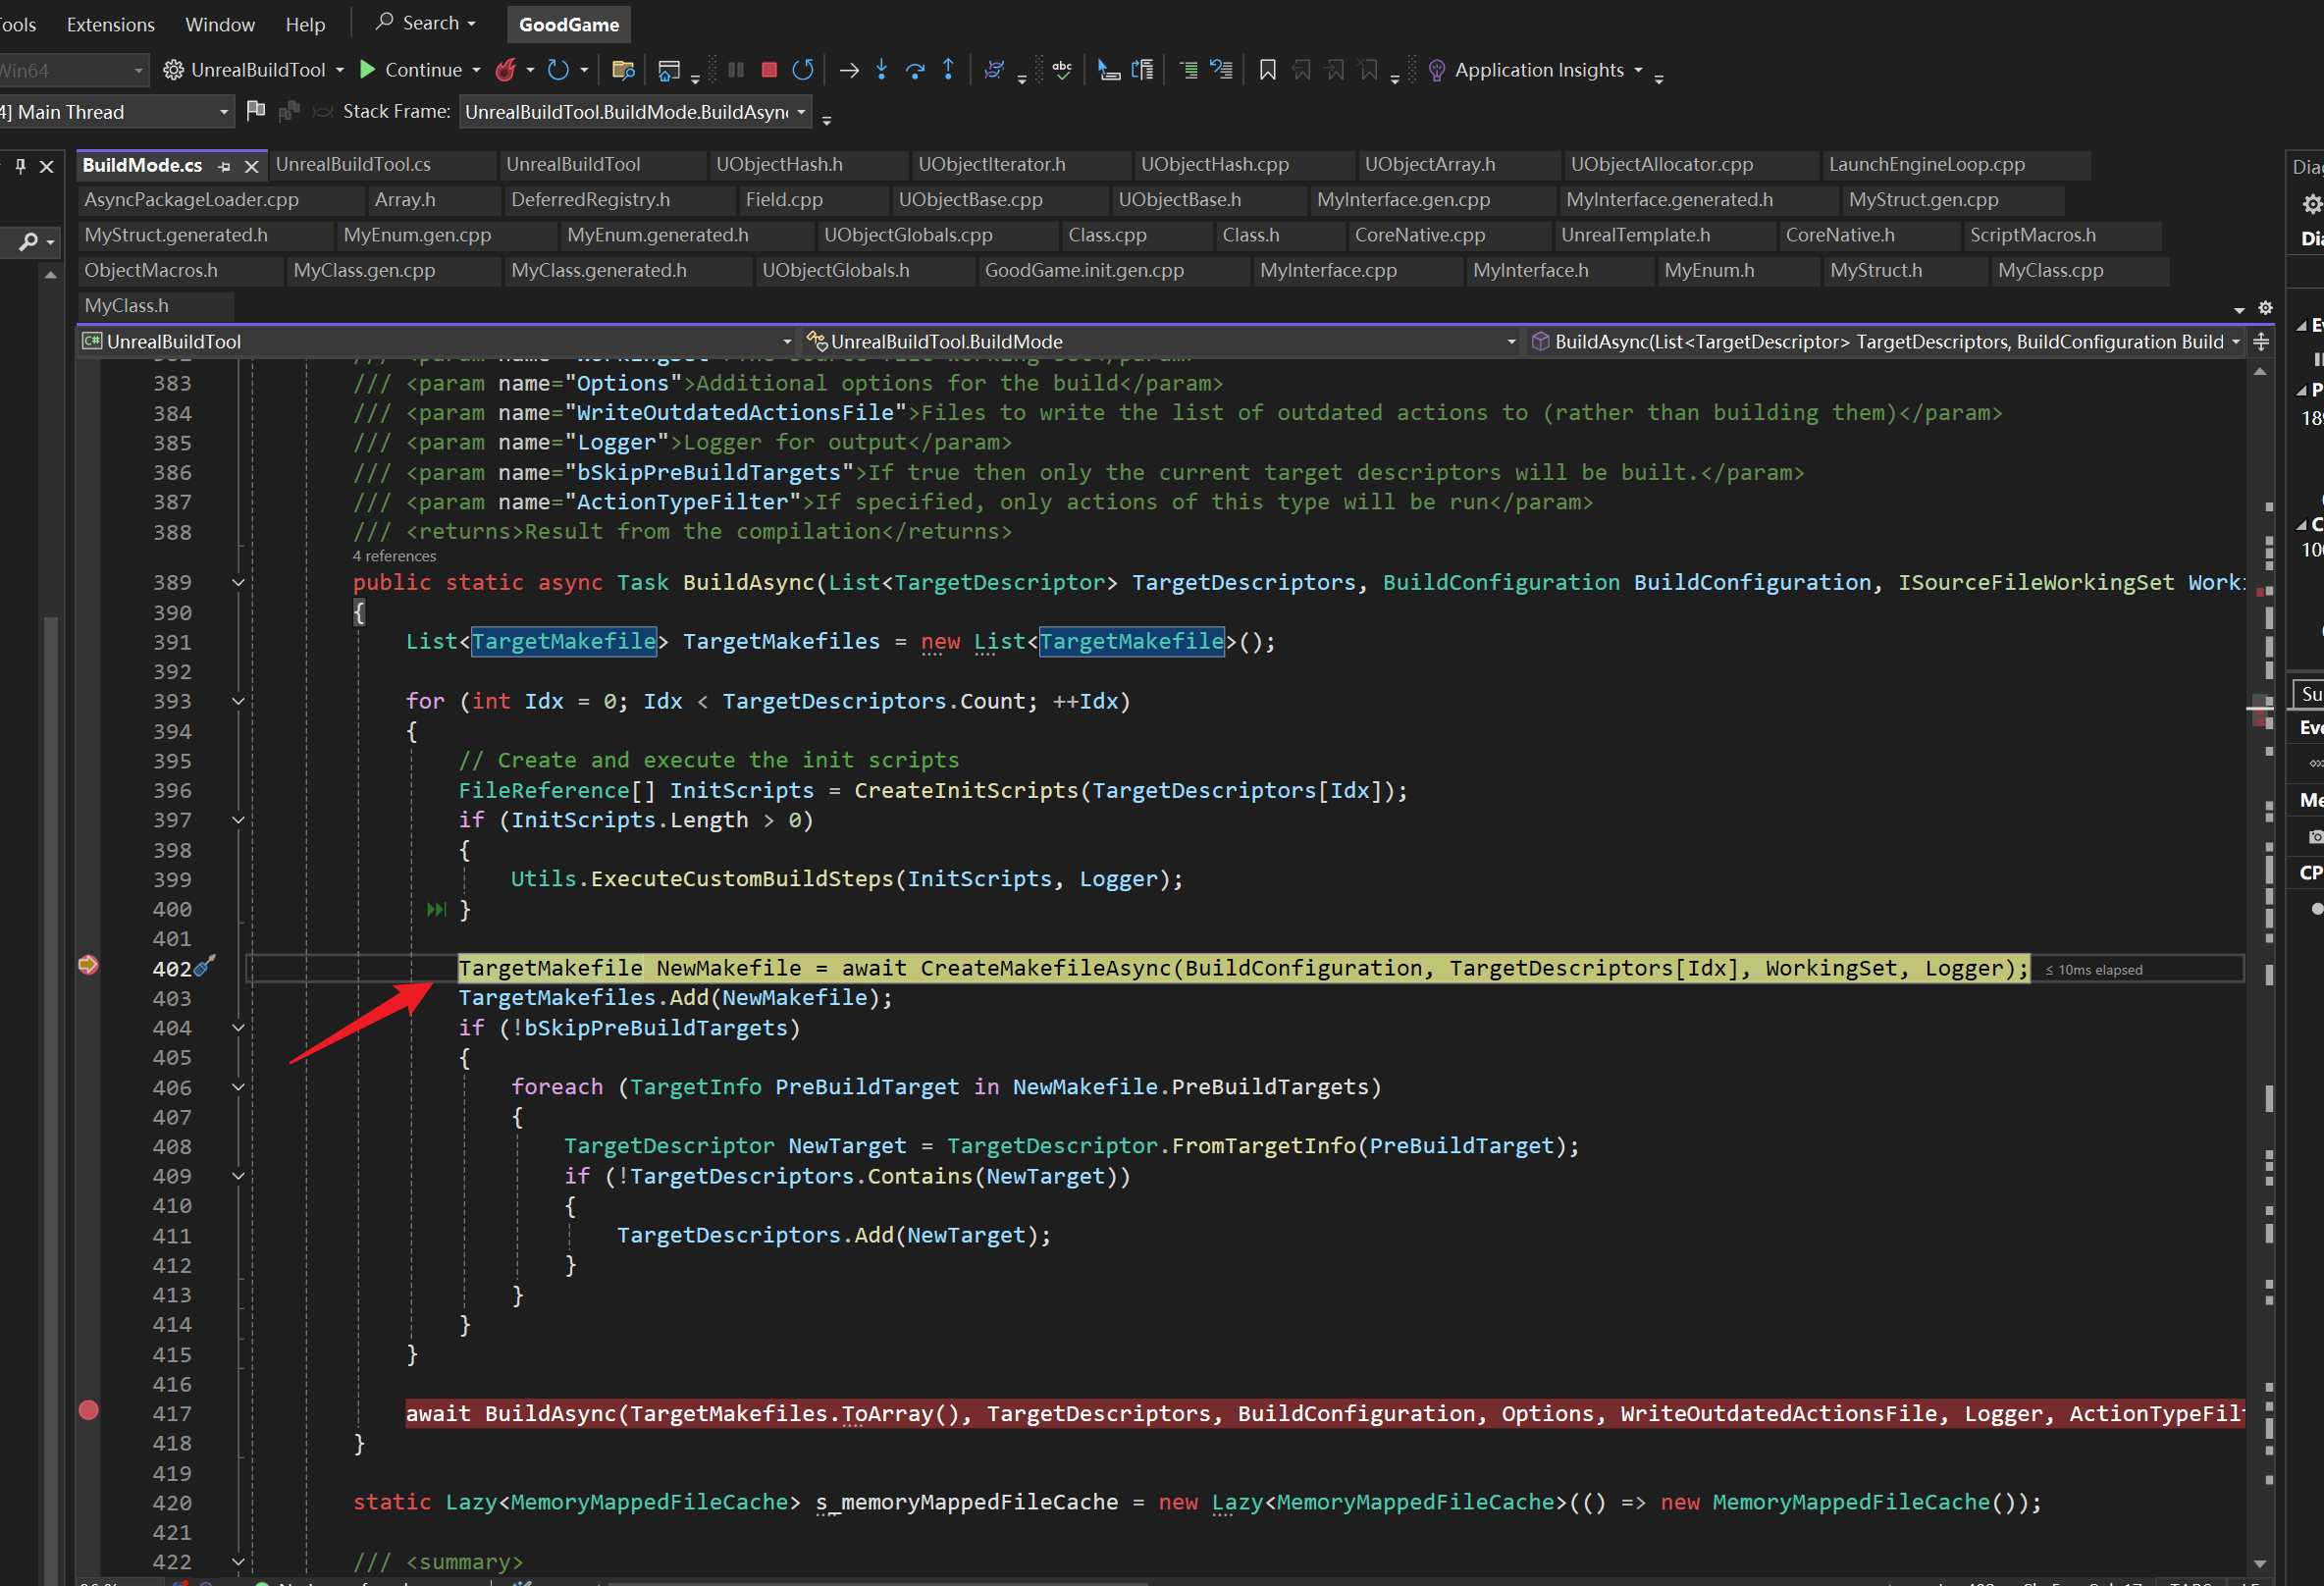 Extensions Window Help Search GoodGame
Win64 UnrealBuildTool Continue Application Insights
Main Thread Stack Frame: UnrealBuildTool.BuildMode.BuildAsyn
BuildMode.cs UnrealBuildTool.cs UnrealBuildTool UObjectHash.h UObjectIterator.h UObjectHash.cpp UObjectArray.h UObjectAllocator.cpp LaunchEngineLoop.cpp
AsyncPackageLoader.cpp Array.h DeferredRegistry.h Field.cpp UObjectBase.cpp UObjectBase.h MyInterface.gen.cpp MyInterface.generated.h MyStruct.gen.cpp
MyStruct.generated.h MyEnum.gen.cpp MyEnum.generated.h UObjectGlobals.cpp Class.cpp Class.h CoreNative.cpp UnrealTemplate.h CoreNative.h ScriptMacros.h
ObjectMacros.h MyClass.gen.cpp MyClass.generated.h UObjectGlobals.h GoodGame.init.gen.cpp MyInterface.cpp MyInterface.h MyEnum.h MyStruct.h MyClass.cpp
MyClass.h
C# UnrealBuildTool UnrealBuildTool.BuildMode BuildAsync(List<TargetDescriptor> TargetDescriptors, BuildConfiguration Build
383 /// <param name="Options">Additional options for the build</param>
384 /// <param name="WriteOutdatedActionsFile">Files to write the list of outdated actions to (rather than building them)</param>
385 /// <param name="Logger">Logger for output</param>
386 /// <param name="bSkipPreBuildTargets">If true then only the current target descriptors will be built.</param>
387 /// <param name="ActionTypeFilter">If specified, only actions of this type will be run</param>
388 /// <returns>Result from the compilation</returns>
4 references
389 public static async Task BuildAsync(List<TargetDescriptor> TargetDescriptors, BuildConfiguration BuildConfiguration, ISourceFileWorkingSet Worki
390 {
391 List<TargetMakefile> TargetMakefiles = new List<TargetMakefile>();
392
393 for (int Idx = 0; Idx < TargetDescriptors.Count; ++Idx)
394 {
395 // Create and execute the init scripts
396 FileReference[] InitScripts = CreateInitScripts(TargetDescriptors[Idx]);
397 if (InitScripts.Length > 0)
398 {
399 Utils.ExecuteCustomBuildSteps(InitScripts, Logger);
400 }
401
402 TargetMakefile NewMakefile = await CreateMakefileAsync(BuildConfiguration, TargetDescriptors[Idx], WorkingSet, Logger); ≤ 10ms elapsed
403 TargetMakefiles.Add(NewMakefile);
404 if (!bSkipPreBuildTargets)
405 {
406 foreach (TargetInfo PreBuildTarget in NewMakefile.PreBuildTargets)
407 {
408 TargetDescriptor NewTarget = TargetDescriptor.FromTargetInfo(PreBuildTarget);
409 if (!TargetDescriptors.Contains(NewTarget))
410 {
411 TargetDescriptors.Add(NewTarget);
412 }
413 }
414 }
415 }
416
417 await BuildAsync(TargetMakefiles.ToArray(), TargetDescriptors, BuildConfiguration, Options, WriteOutdatedActionsFile, Logger, ActionTypeFilt
418 }
419
420 static Lazy<MemoryMappedFileCache> s_memoryMappedFileCache = new Lazy<MemoryMappedFileCache>(() => new MemoryMappedFileCache());
421
422 /// <summary>